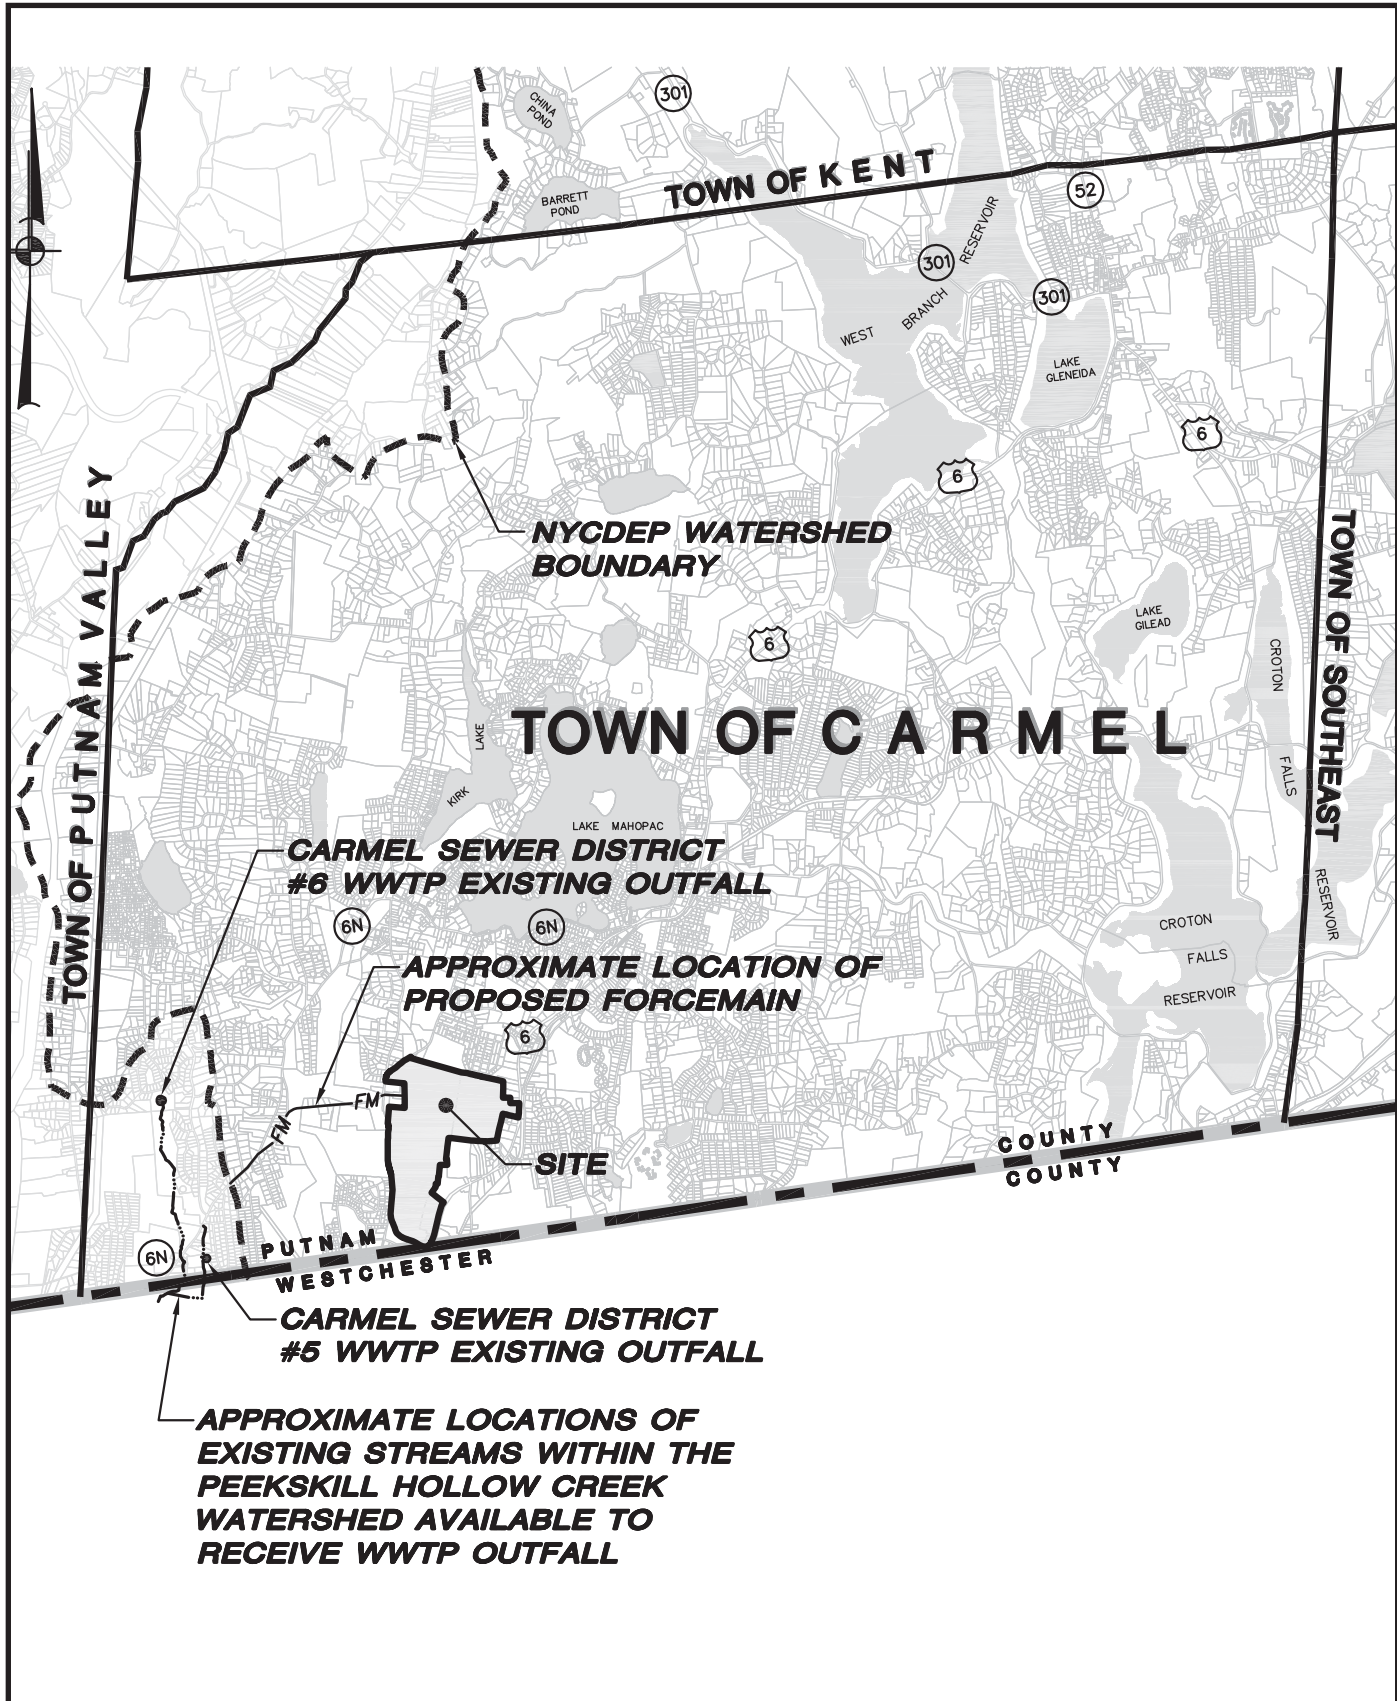 301
CHINA
POND
TOWN OF KENT
52
BARRETT
POND
RESERVOIR
301
301
BRANCH
WEST
LAKE
GLENEIDA
6
6
NYCDEP WATERSHED
BOUNDARY
TOWN OF PUTNAM VALLEY
TOWN OF SOUTHEAST
LAKE
GILEAD
6
CROTON
FALLS
RESERVOIR
LAKE
KIRK
TOWN OF CARMEL
LAKE MAHOPAC
CARMEL SEWER DISTRICT
#6 WWTP EXISTING OUTFALL
6N
6N
CROTON
FALLS
RESERVOIR
APPROXIMATE LOCATION OF
PROPOSED FORCEMAIN
6
FM
FM
SITE
COUNTY
COUNTY
6N
PUTNAM
WESTCHESTER
CARMEL SEWER DISTRICT
#5 WWTP EXISTING OUTFALL
APPROXIMATE LOCATIONS OF
EXISTING STREAMS WITHIN THE
PEEKSKILL HOLLOW CREEK
WATERSHED AVAILABLE TO
RECEIVE WWTP OUTFALL